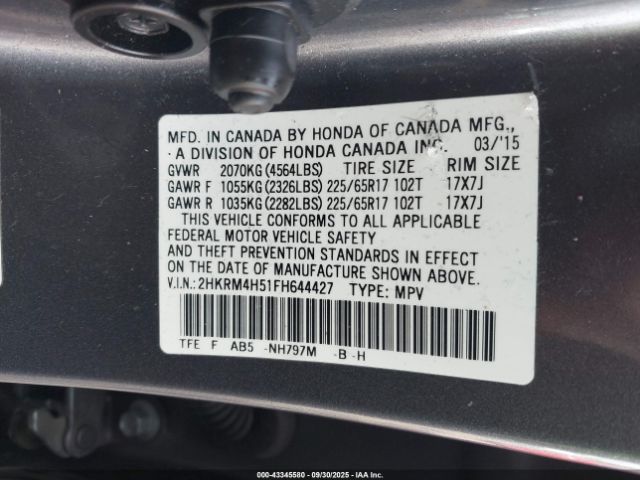 MFD. IN CANADA BY HONDA OF CANADA MFG.,
· A DIVISION OF HONDA CANADA INC. 03/'15
GVWR 2070KG (4564LBS) TIRE SIZE RIM SIZE
GAWR F 1055KG (2326LBS) 225/65R17 102T 17X7J
GAWR R 1035KG (2282LBS) 225/65R17 102T 17X7J
THIS VEHICLE CONFORMS TO ALL APPLICABLE
FEDERAL MOTOR VEHICLE SAFETY
AND THEFT PREVENTION STANDARDS IN EFFECT
ON THE DATE OF MANUFACTURE SHOWN ABOVE.
V.I.N.: 2HKRM4H51FH644427 TYPE: MPV
TFE F AB5 -NH797M -B -H
000-43345580 - 09/30/2025 - IAA Inc.